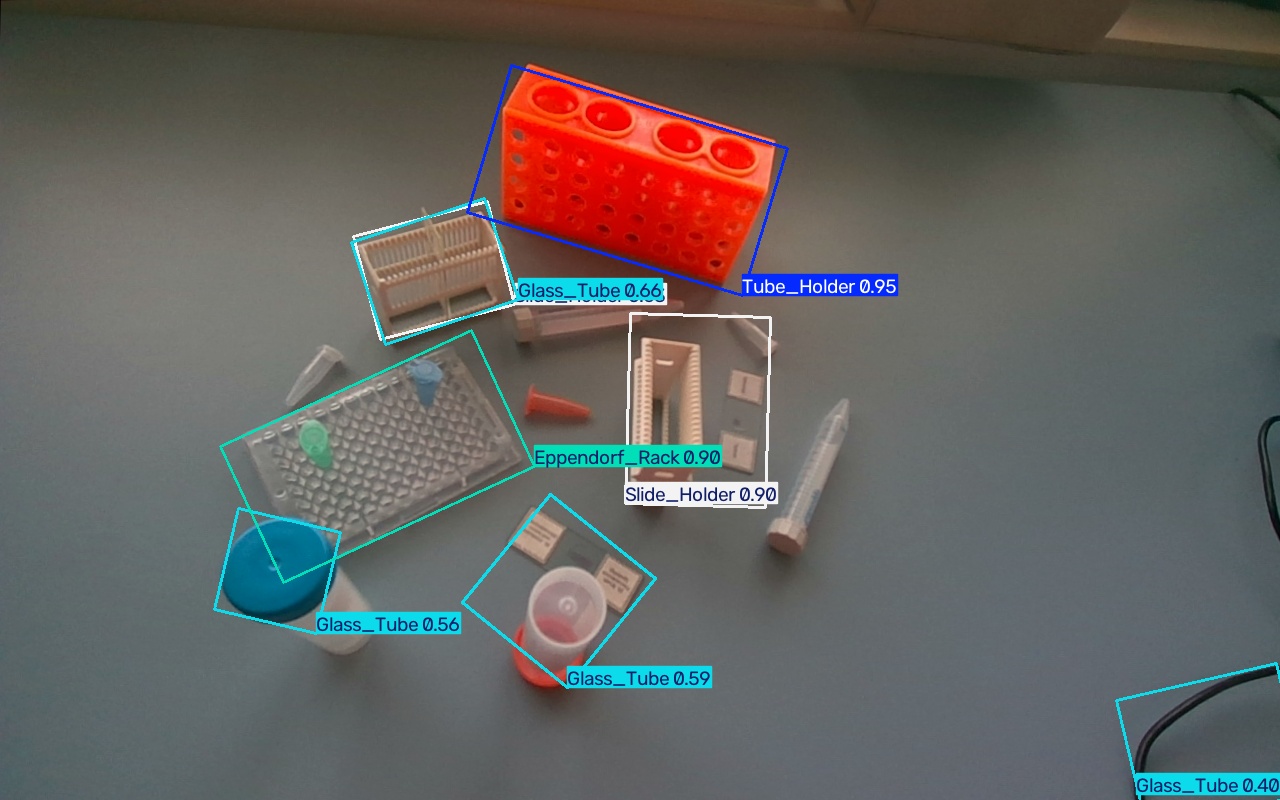 Tube_Holder 0.95
Glass_Tube 0.66
Eppendorf_Rack 0.90
Slide_Holder 0.90
Glass_Tube 0.56
Glass_Tube 0.59
Glass_Tube 0.40